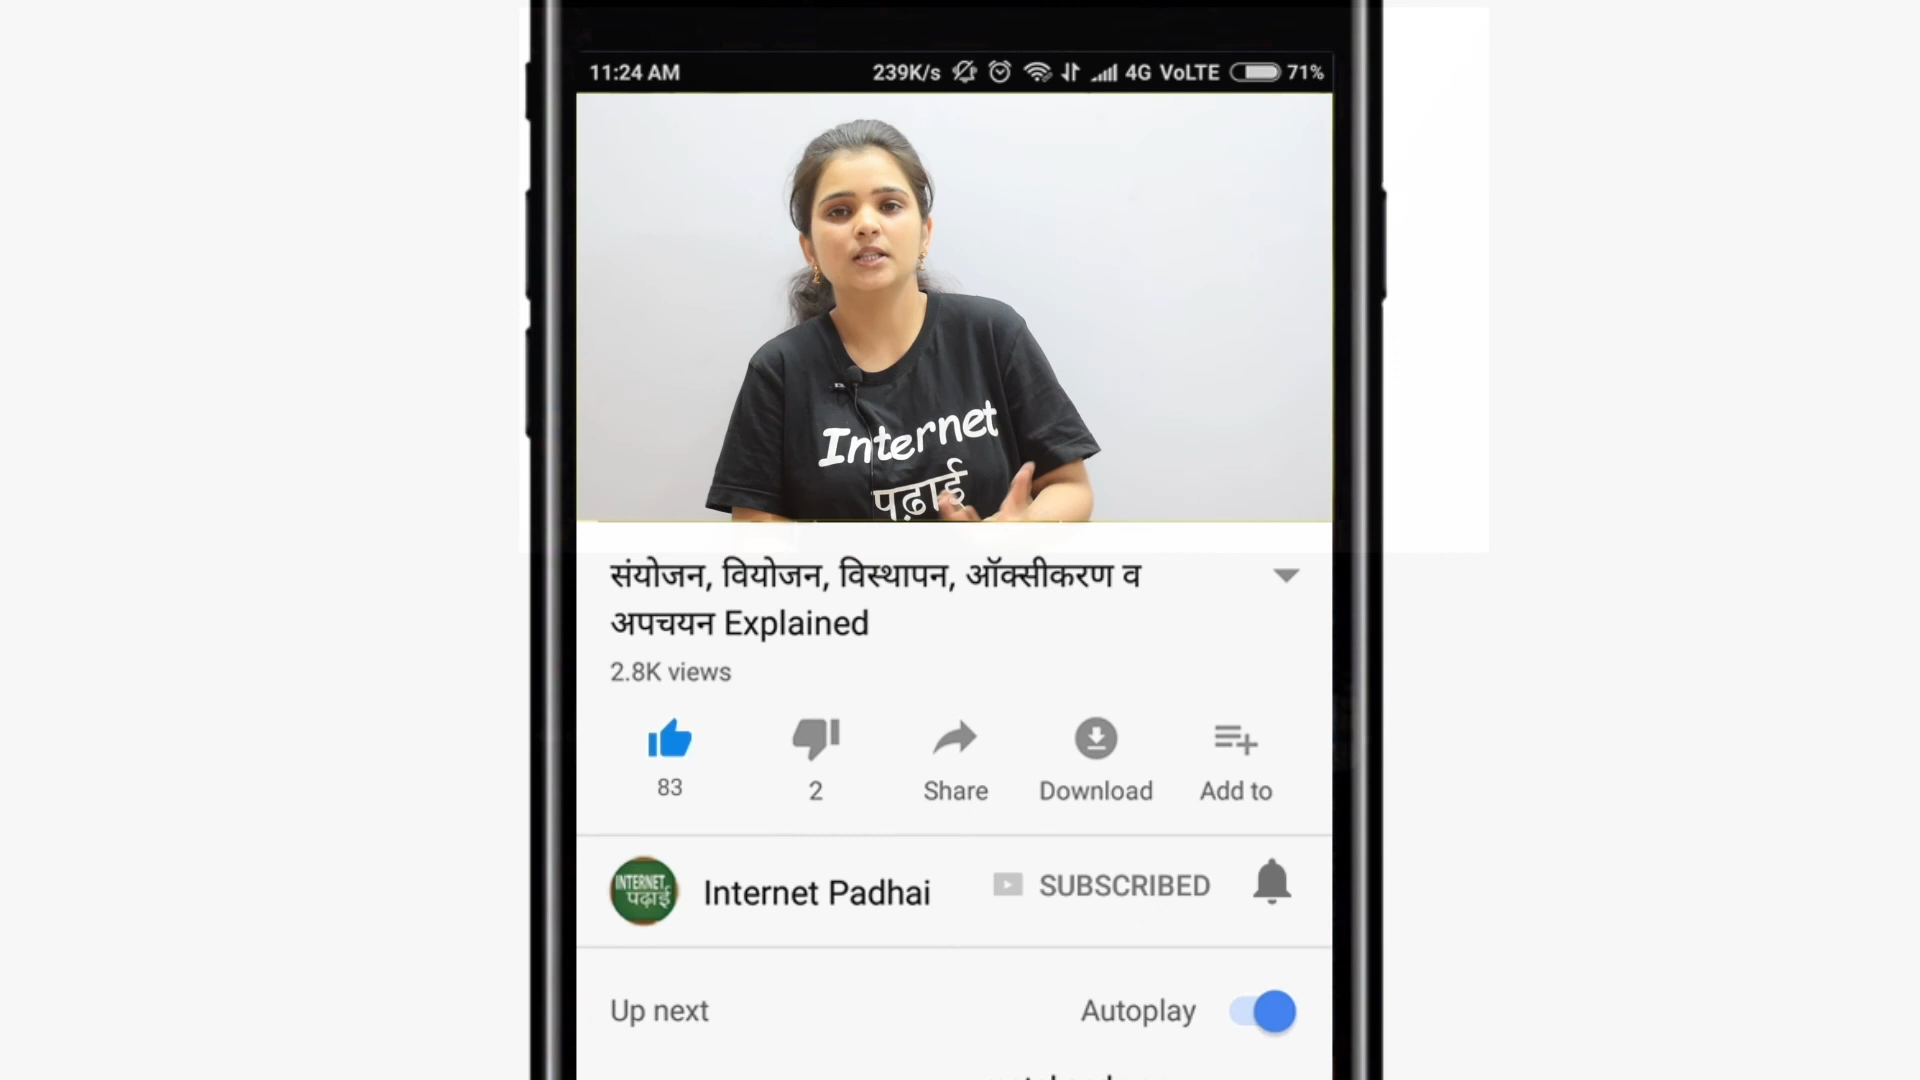 11:24 AM 239K/s 4G VoLTE 71%
Internet
पढ़ाई
संयोजन, वियोजन, विस्थापन, ऑक्सीकरण व
अपचयन Explained
2.8K views
83 2 Share Download Add to
INTERNET
पढ़ाई
Internet Padhai SUBSCRIBED
Up next Autoplay